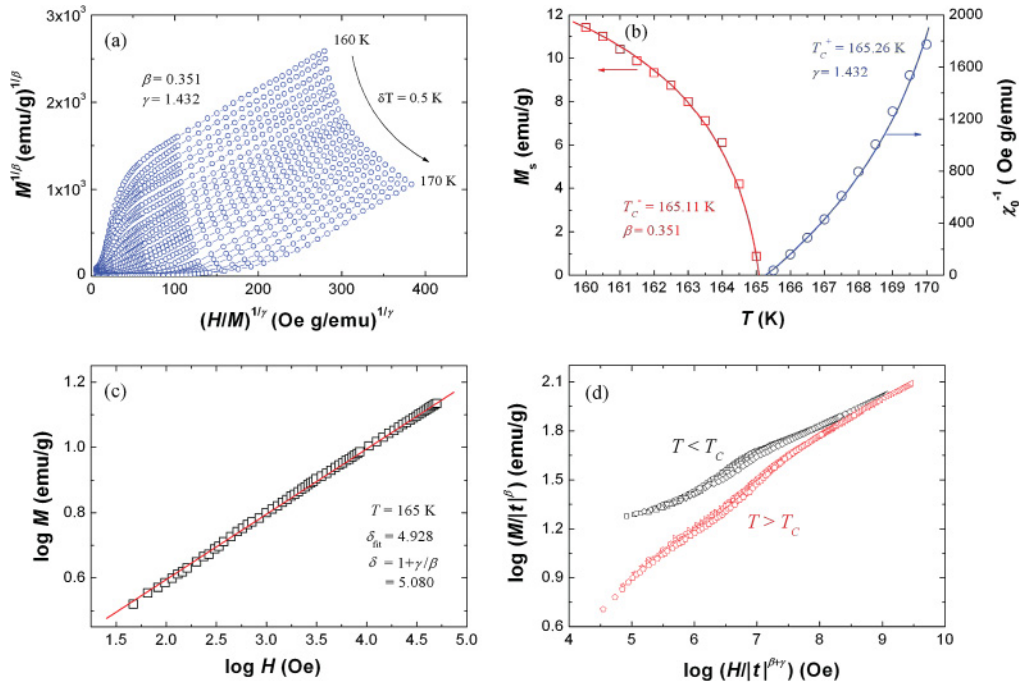 (a)
160 K
β = 0.351
γ = 1.432
δT = 0.5 K
170 K
3x10³
2x10³
1x10³
0
0 100 200 300 400
M^{1/β} (emu/g)^{1/β}
(H/M)^{1/γ} (Oe g/emu)^{1/γ}
(b)
T_C^+ = 165.26 K
γ = 1.432
T_C^+ = 165.11 K
β = 0.351
12
10
8
6
4
2
0
2000
1600
1200
800
400
0
160 161 162 163 164 165 166 167 168 169 170
M_s (emu/g)
χ_0^{-1} ( Oe g/emu)
T (K)
(c)
T = 165 K
δ_fit = 4.928
δ = 1+γ/β
= 5.080
1.2
1.0
0.8
0.6
1.5 2.0 2.5 3.0 3.5 4.0 4.5 5.0
log M (emu/g)
log H (Oe)
(d)
T < T_C
T > T_C
2.1
1.8
1.5
1.2
0.9
0.6
4 5 6 7 8 9 10
log (M/|t|^β) (emu/g)
log (H/|t|^{β+γ}) (Oe)